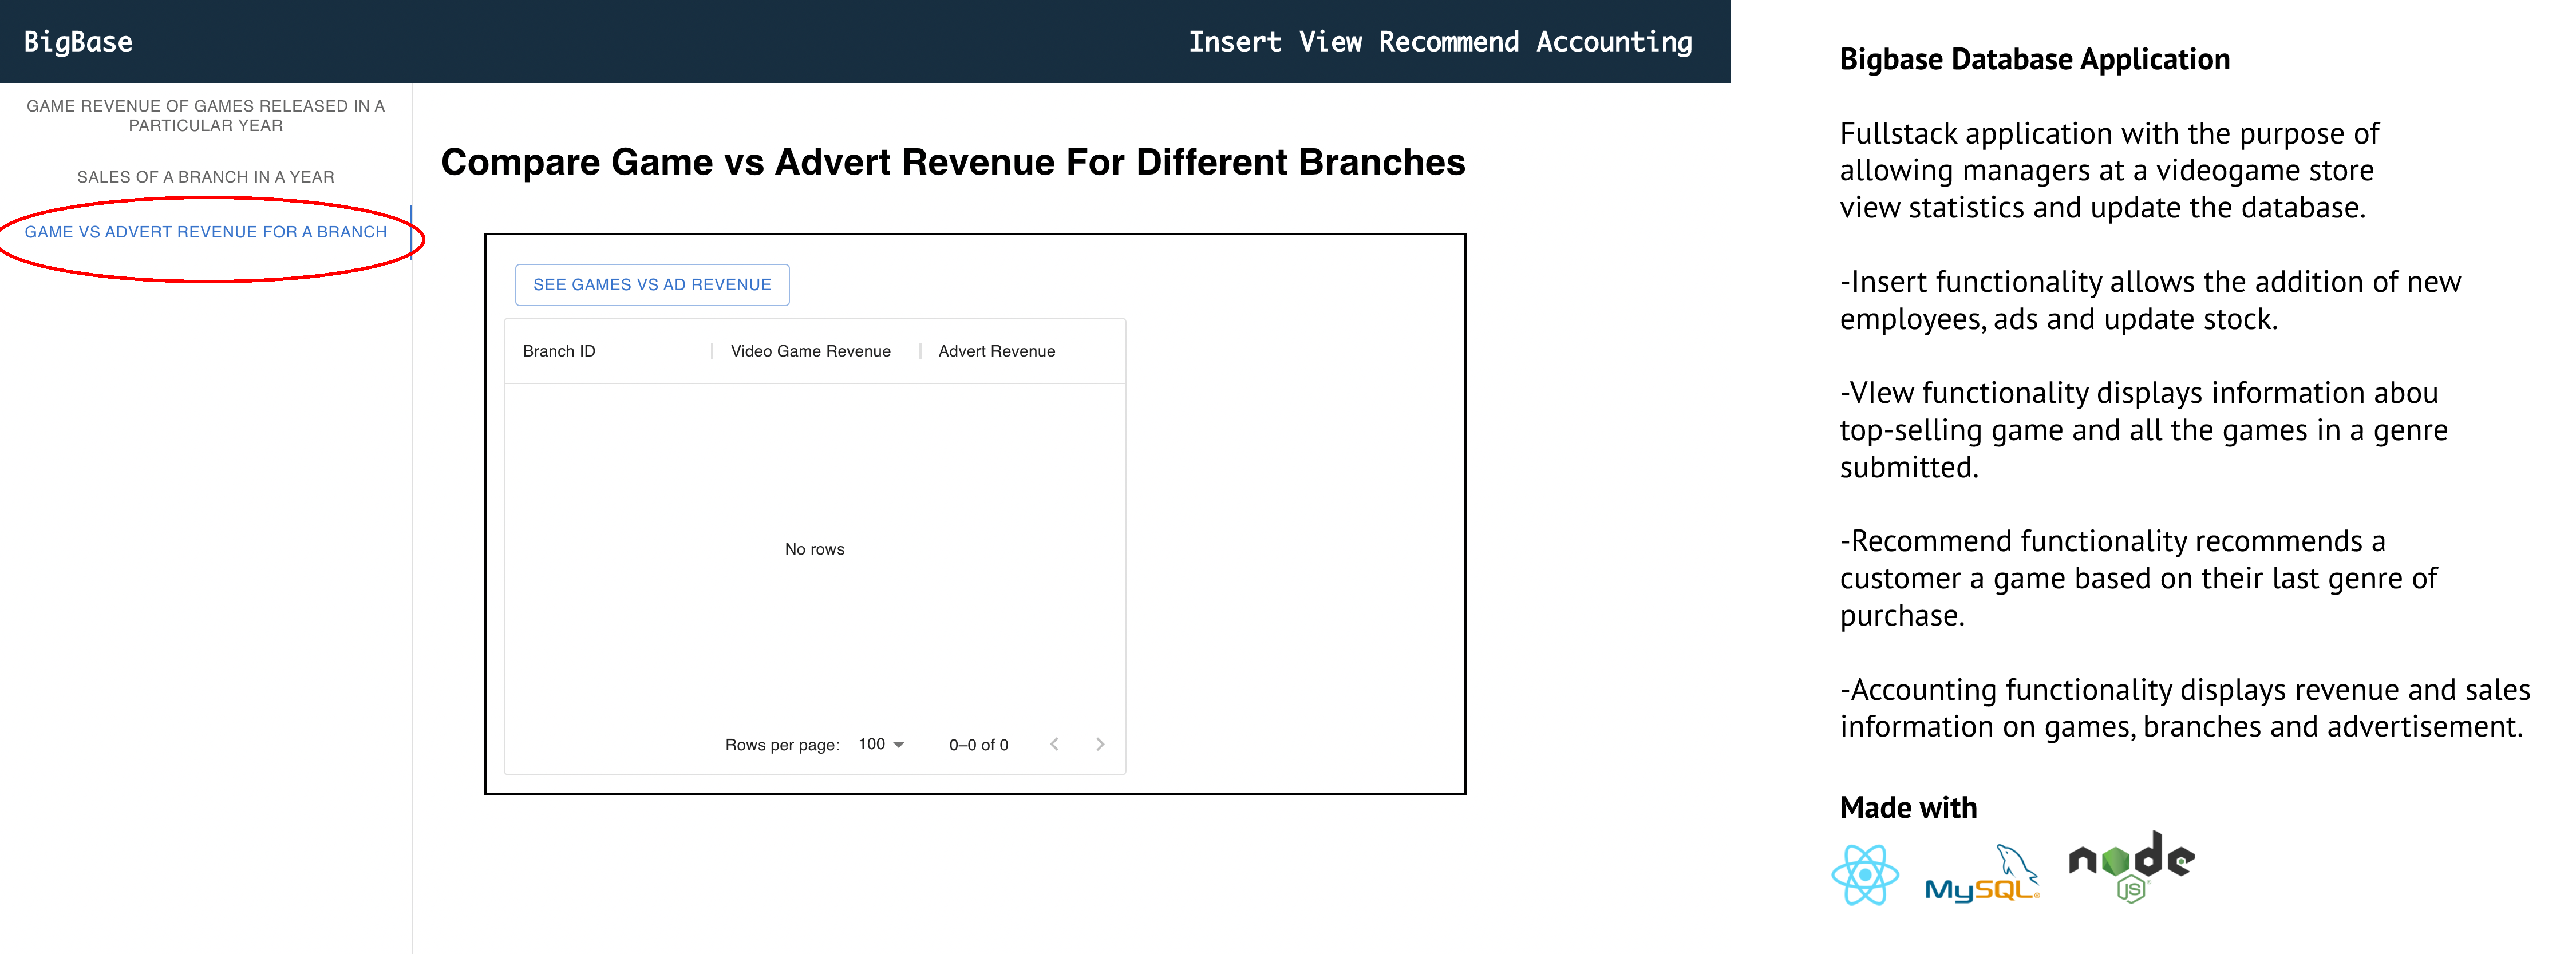 BigBase
Insert View Recommend Accounting
GAME REVENUE OF GAMES RELEASED IN A
PARTICULAR YEAR
SALES OF A BRANCH IN A YEAR
GAME VS ADVERT REVENUE FOR A BRANCH
Compare Game vs Advert Revenue For Different Branches
SEE GAMES VS AD REVENUE
Branch ID
Video Game Revenue
Advert Revenue
No rows
Rows per page: 100
0–0 of 0
Bigbase Database Application
Fullstack application with the purpose of
allowing managers at a videogame store
view statistics and update the database.
-Insert functionality allows the addition of new
employees, ads and update stock.
-VIew functionality displays information abou
top-selling game and all the games in a genre
submitted.
-Recommend functionality recommends a
customer a game based on their last genre of
purchase.
-Accounting functionality displays revenue and sales
information on games, branches and advertisement.
Made with
MySQL®
node
JS®